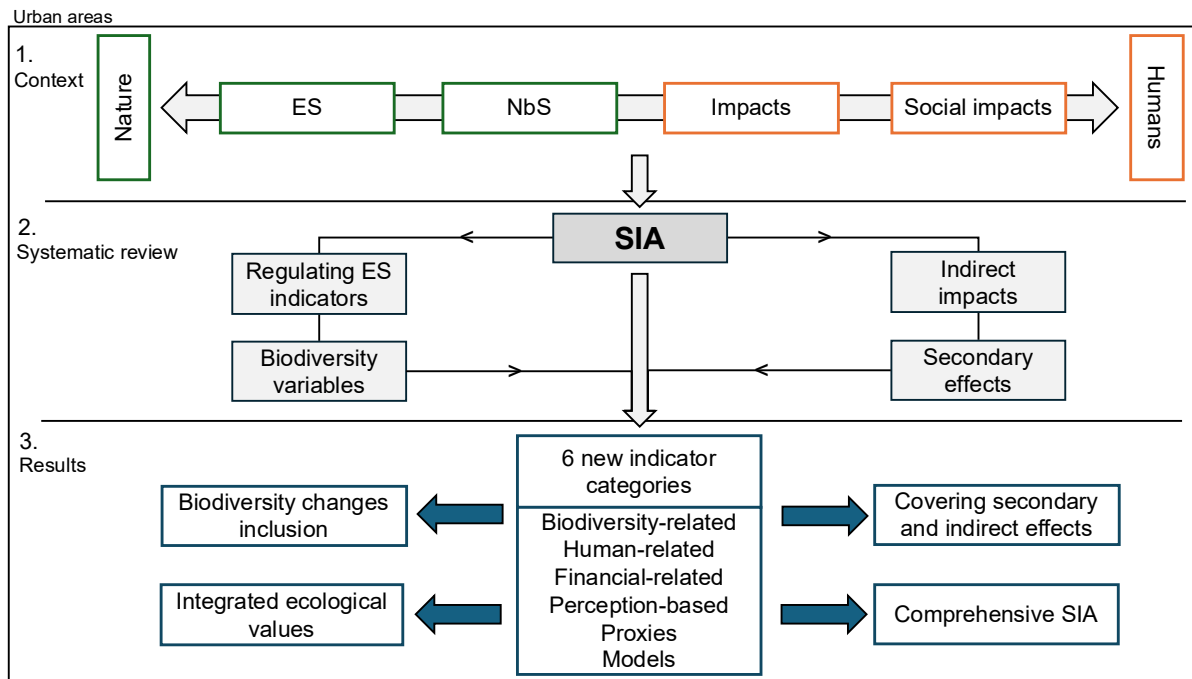 Urban areas
1.
Context
Nature
ES
NbS
Impacts
Social impacts
Humans
2.
Systematic review
SIA
Regulating ES
indicators
Indirect
impacts
Biodiversity
variables
Secondary
effects
3.
Results
6 new indicator
categories
Biodiversity changes
inclusion
Covering secondary
and indirect effects
Biodiversity-related
Human-related
Financial-related
Perception-based
Proxies
Models
Integrated ecological
values
Comprehensive SIA